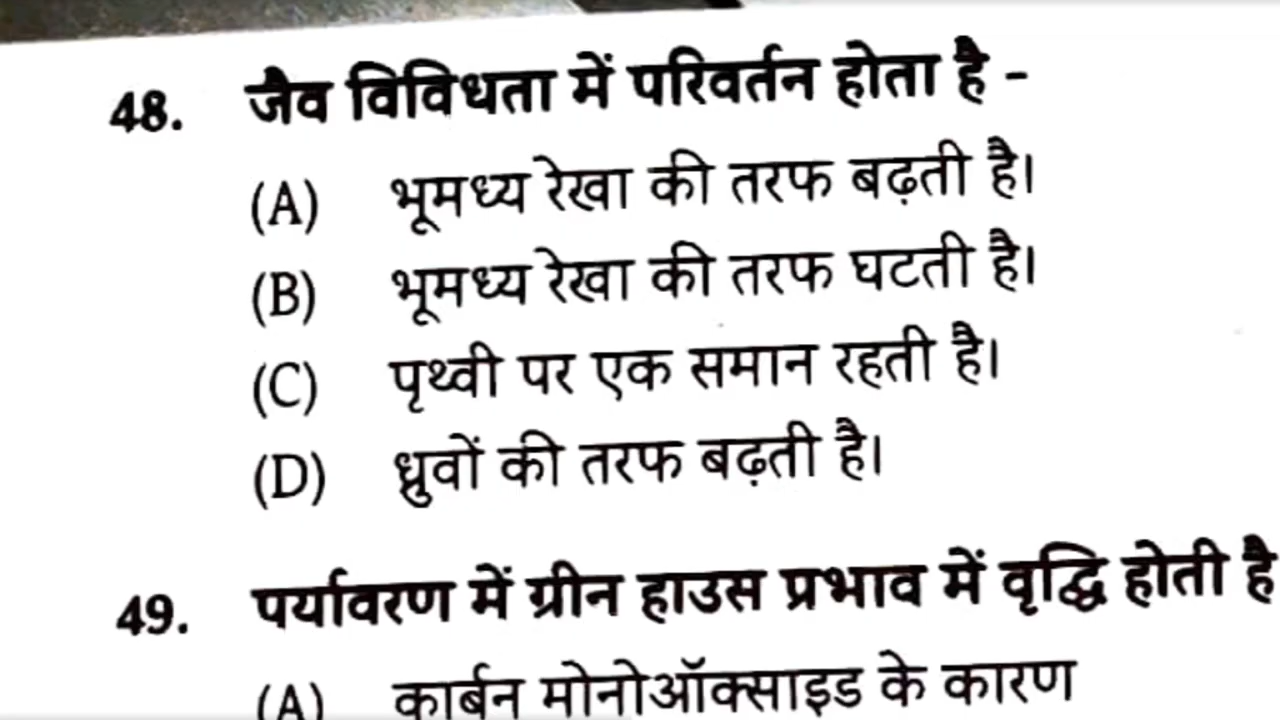 48. जैव विविधता में परिवर्तन होता है -
(A) भूमध्य रेखा की तरफ बढ़ती है।
(B) भूमध्य रेखा की तरफ घटती है।
(C) पृथ्वी पर एक समान रहती है।
(D) ध्रुवों की तरफ बढ़ती है।
49. पर्यावरण में ग्रीन हाउस प्रभाव में वृद्धि होती है
(A) कार्बन मोनोऑक्साइड के कारण